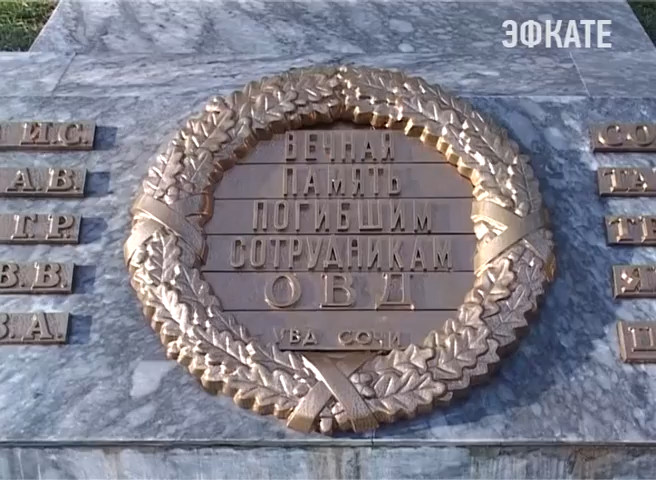 ЭФКАТЕ
ВЕЧНАЯ
ПАМЯТЬ
ПОГИБШИМ
СОТРУДНИКАМ
ОВД
УВД СОЧИ
И.С.
А.В.
Г.Р.
В.В.